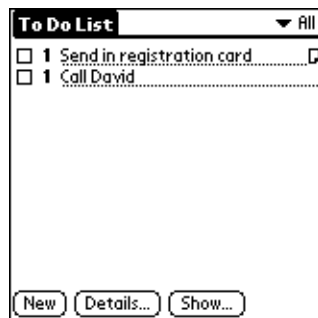 To Do List
All
1 Send in registration card
1 Call David
New
Details...
Show...